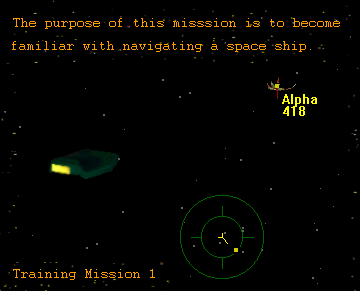 The purpose of this misssion is to become
familiar with navigating a space ship.
Alpha
418
Training Mission 1